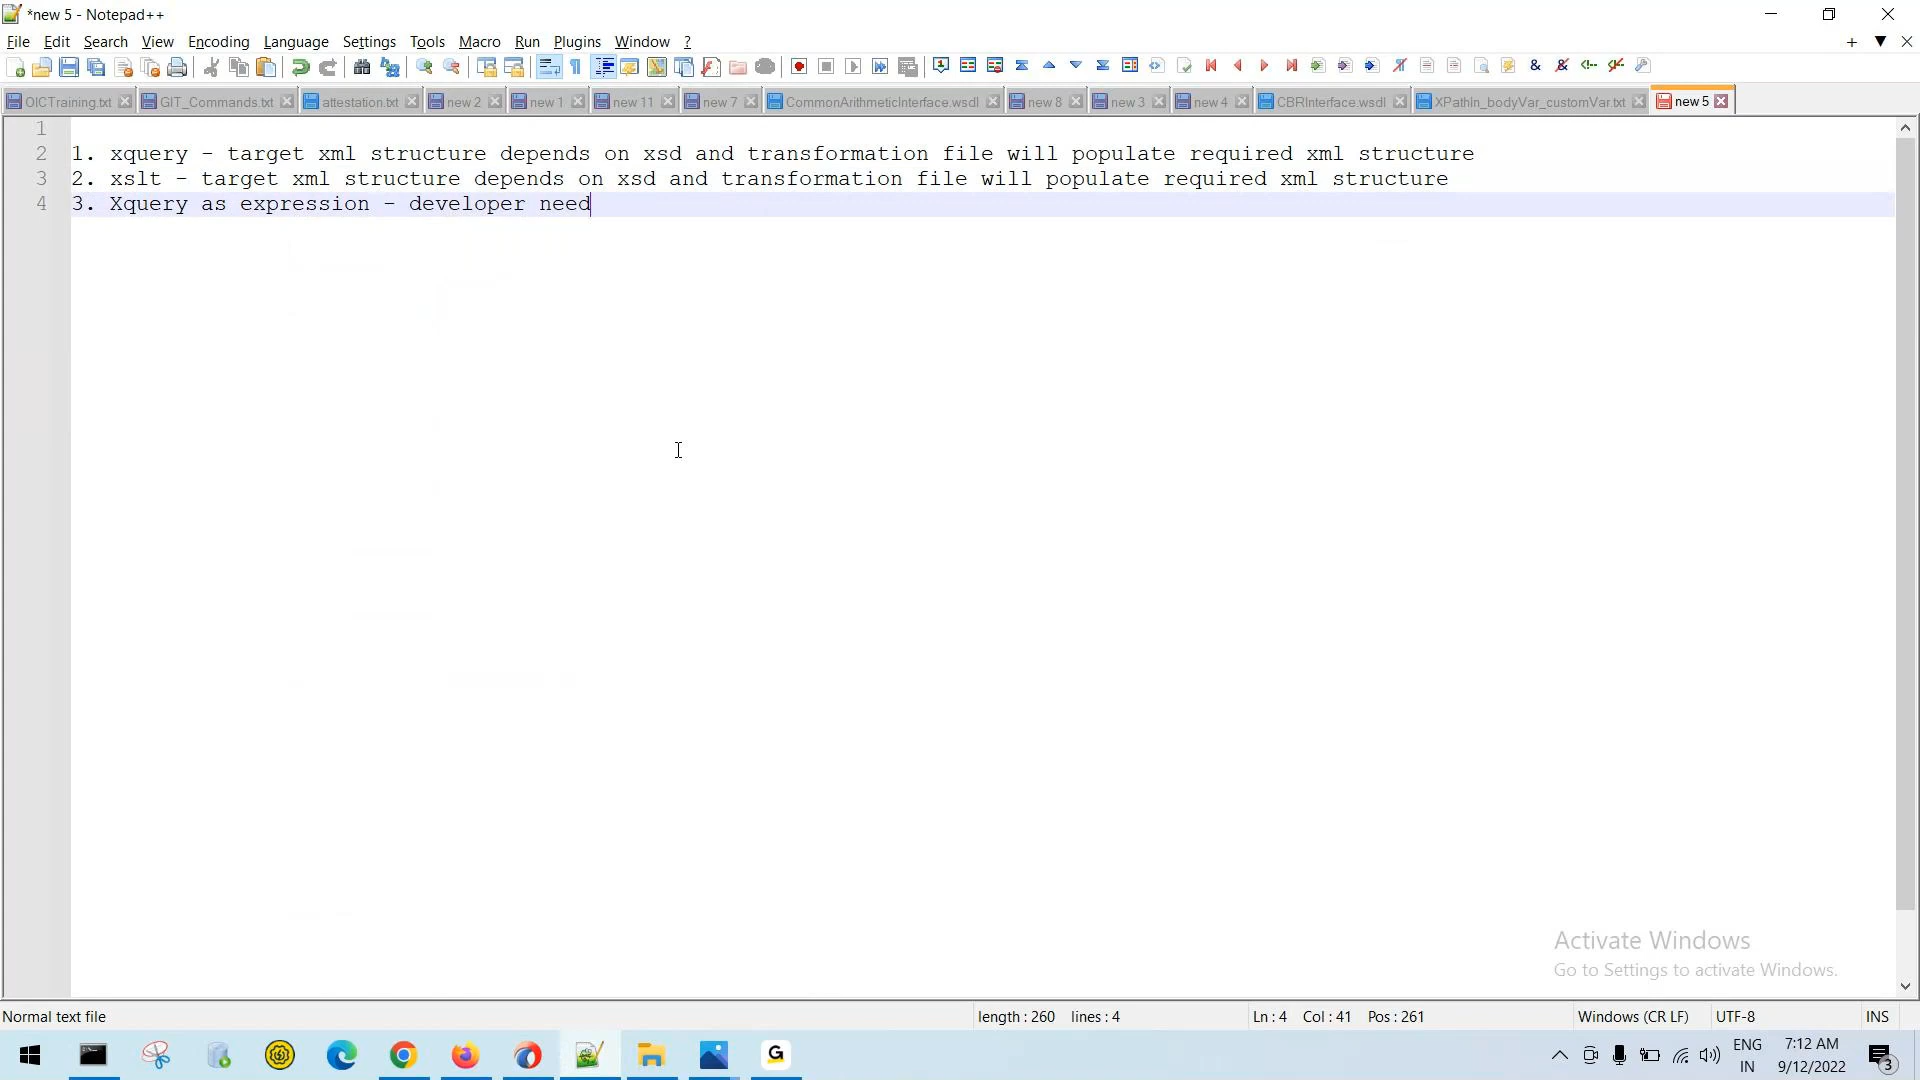 *new 5 - Notepad++
File Edit Search View Encoding Language Settings Tools Macro Run Plugins Window ?
OICTraining.txt GIT_Commands.txt attestation.txt new 2 new 1 new 11 new 7 CommonArithmeticInterface.wsdl new 8 new 3 new 4 CBRInterface.wsdl XPathIn_bodyVar_customVar.txt new 5
1
2 1. xquery - target xml structure depends on xsd and transformation file will populate required xml structure
3 2. xslt - target xml structure depends on xsd and transformation file will populate required xml structure
4 3. Xquery as expression - developer need
Activate Windows
Go to Settings to activate Windows.
Normal text file length : 260 lines : 4 Ln : 4 Col : 41 Pos : 261 Windows (CR LF) UTF-8 INS
ENG 7:12 AM
IN 9/12/2022 3